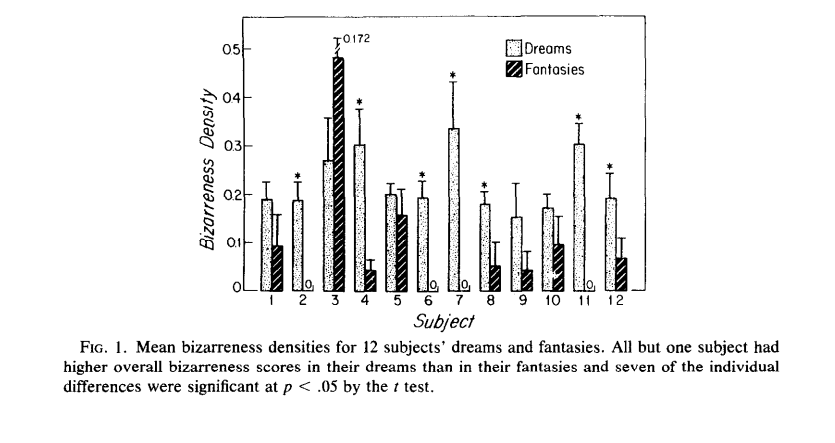 0.172
Dreams
Fantasies
0.5
0.4
0.3
0.2
0.1
0
Bizarreness Density
* * * * * * *
0 0 0 0
1 2 3 4 5 6 7 8 9 10 11 12
Subject
FIG. 1. Mean bizarreness densities for 12 subjects' dreams and fantasies. All but one subject had
higher overall bizarreness scores in their dreams than in their fantasies and seven of the individual
differences were significant at p < .05 by the t test.